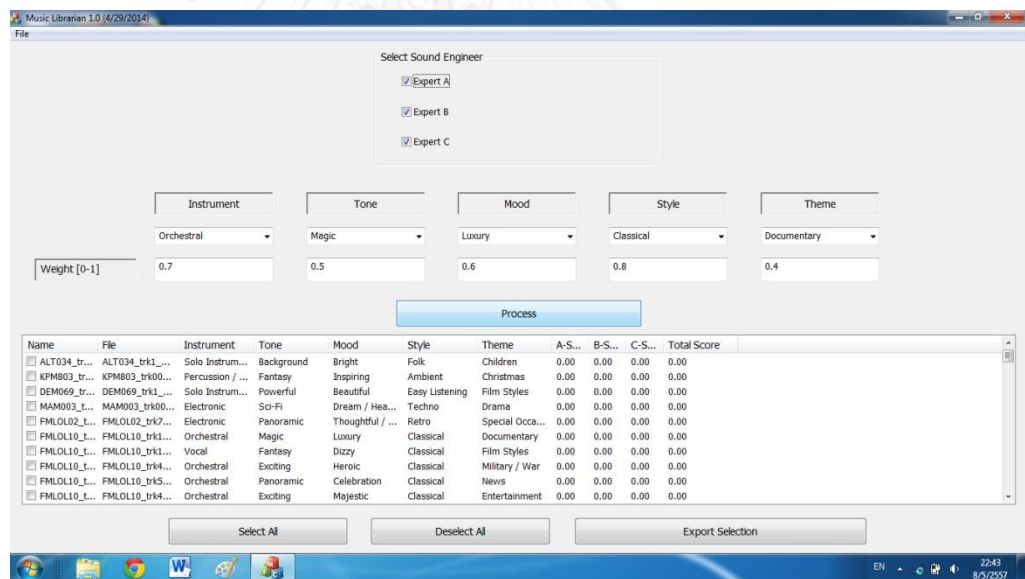 Music Librarian 1.0 (4/29/2014)
File
Select Sound Engineer
Expert A
Expert B
Expert C
Instrument Tone Mood Style Theme
Orchestral Magic Luxury Classical Documentary
Weight [0-1] 0.7 0.5 0.6 0.8 0.4
Process
Name File Instrument Tone Mood Style Theme A-S... B-S... C-S... Total Score
ALT034_tr... ALT034_trk1_... Solo Instrum... Background Bright Folk Children 0.00 0.00 0.00 0.00
KPM803_tr... KPM803_trk00... Percussion / ... Fantasy Inspiring Ambient Christmas 0.00 0.00 0.00 0.00
DEM069_tr... DEM069_trk1_... Solo Instrum... Powerful Beautiful Easy Listening Film Styles 0.00 0.00 0.00 0.00
MAM003_t... MAM003_trk00... Electronic Sci-Fi Dream / Hea... Techno Drama 0.00 0.00 0.00 0.00
FMLOL02_t... FMLOL02_trk7... Electronic Panoramic Thoughtful / ... Retro Special Occa... 0.00 0.00 0.00 0.00
FMLOL10_t... FMLOL10_trk1... Orchestral Magic Luxury Classical Documentary 0.00 0.00 0.00 0.00
FMLOL10_t... FMLOL10_trk1... Vocal Fantasy Dizzy Classical Film Styles 0.00 0.00 0.00 0.00
FMLOL10_t... FMLOL10_trk4... Orchestral Exciting Heroic Classical Military / War 0.00 0.00 0.00 0.00
FMLOL10_t... FMLOL10_trk5... Orchestral Panoramic Celebration Classical News 0.00 0.00 0.00 0.00
FMLOL10_t... FMLOL10_trk4... Orchestral Exciting Majestic Classical Entertainment 0.00 0.00 0.00 0.00
Select All Deselect All Export Selection
EN 22:43
8/5/2557